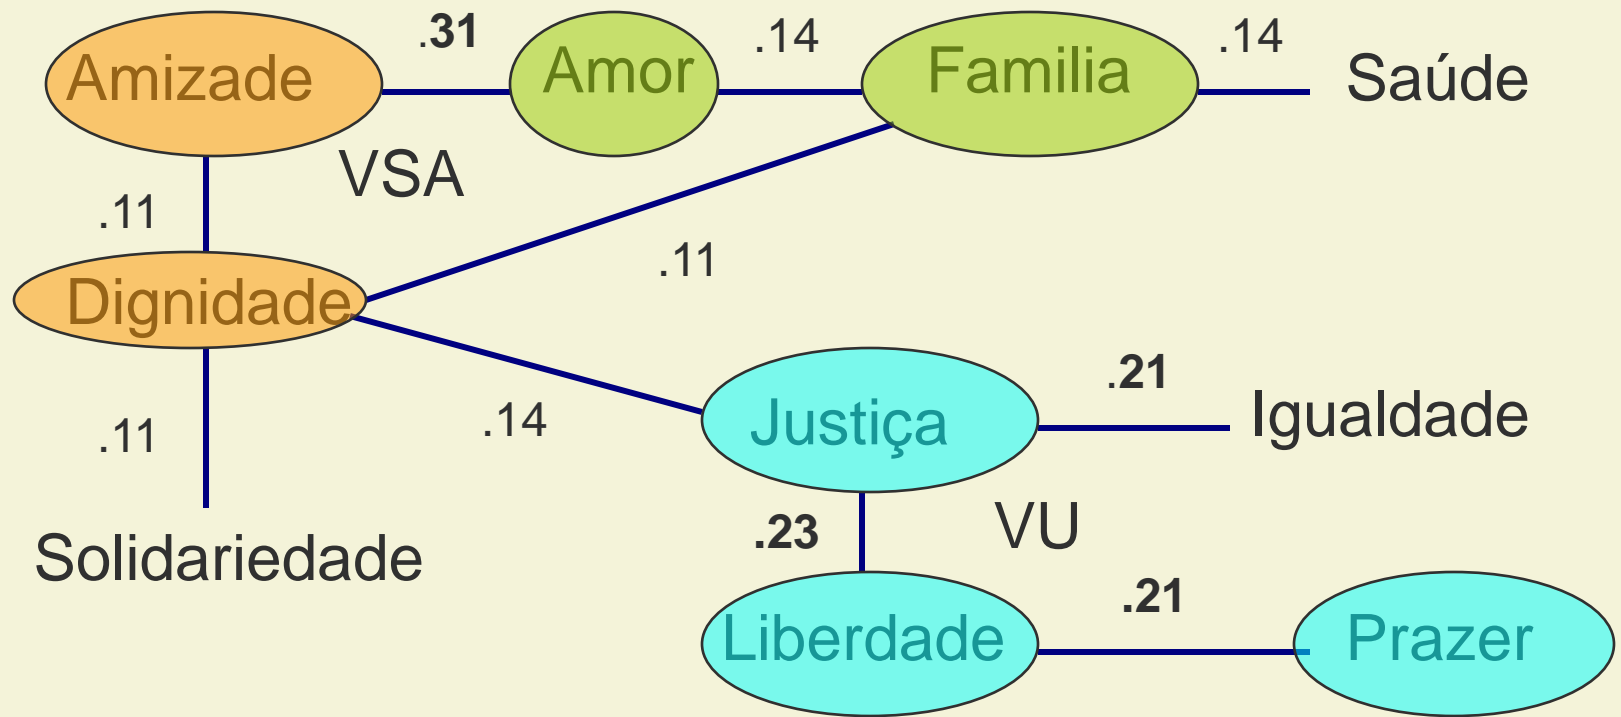 .31
.14
.14
Amizade
Amor
Familia
Saúde
VSA
.11
.11
Dignidade
.21
.14
Justiça
Igualdade
.11
.23
VU
Solidariedade
.21
Liberdade
Prazer